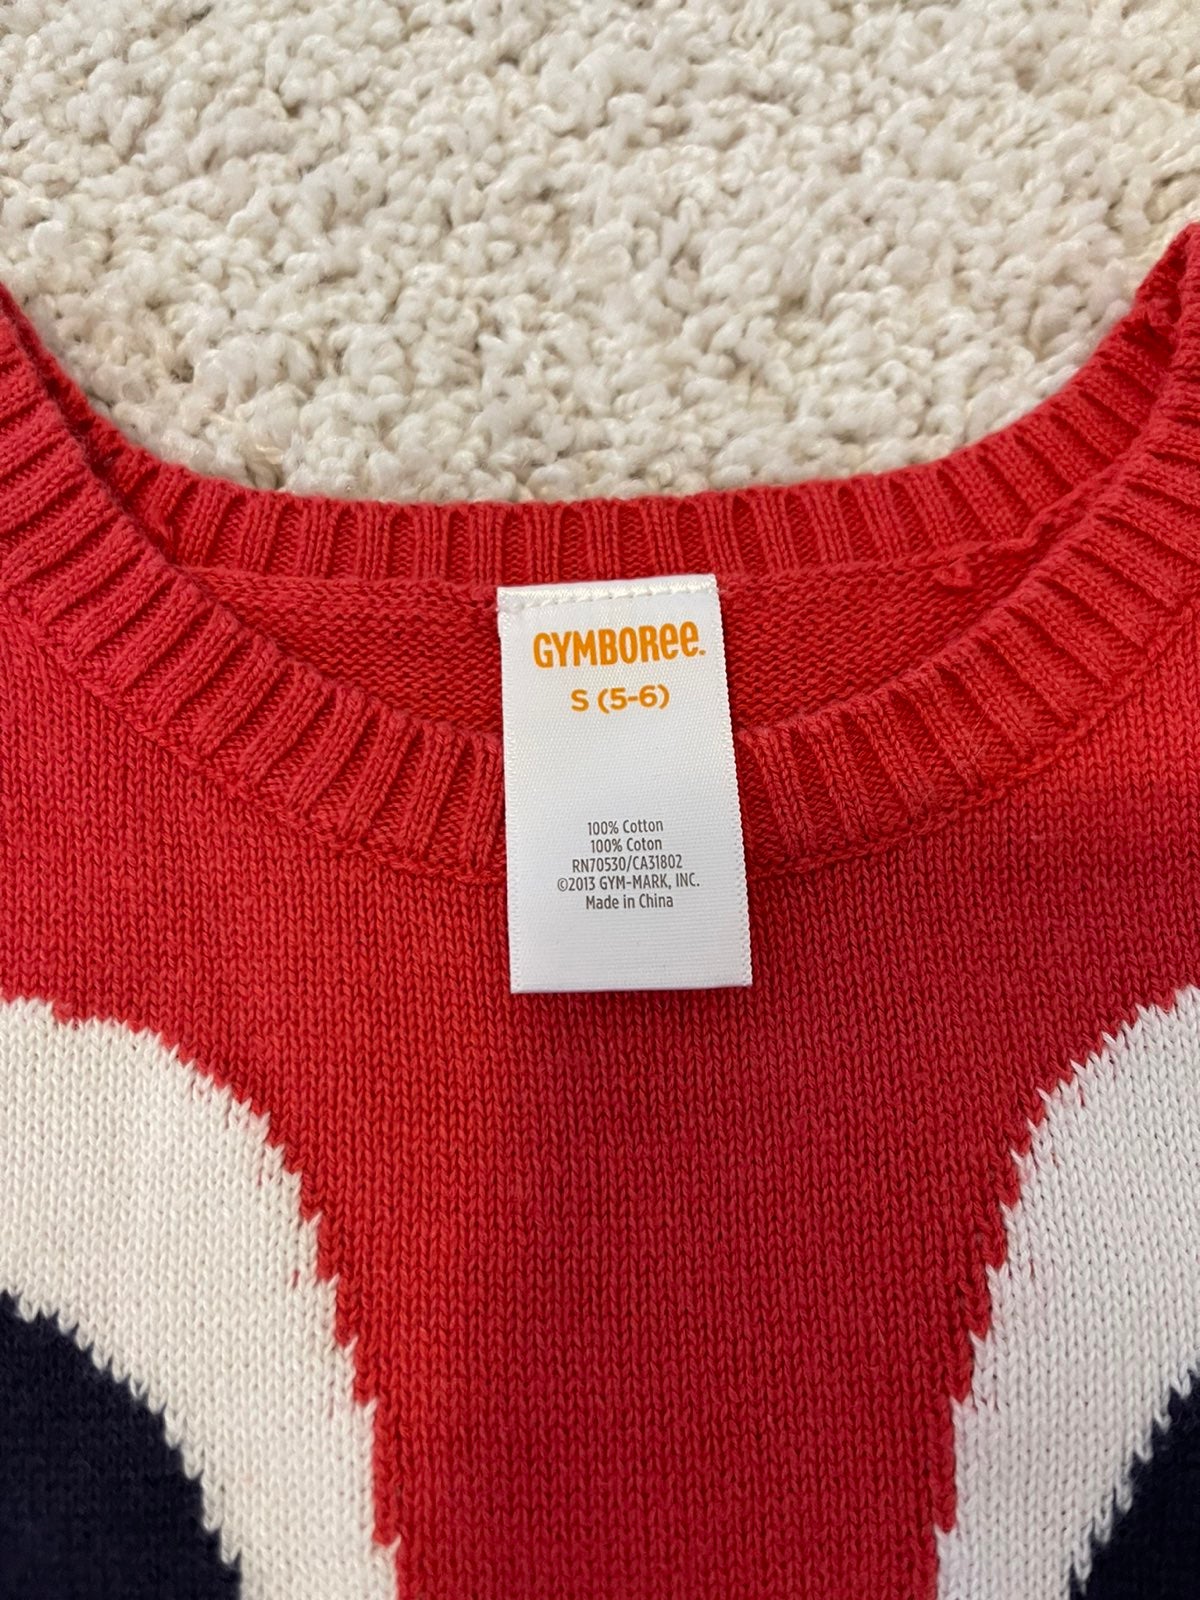 GYMBOREE.
S (5-6)
100% Cotton
100% Coton
RN70530/CA31802
©2013 GYM-MARK, INC.
Made in China